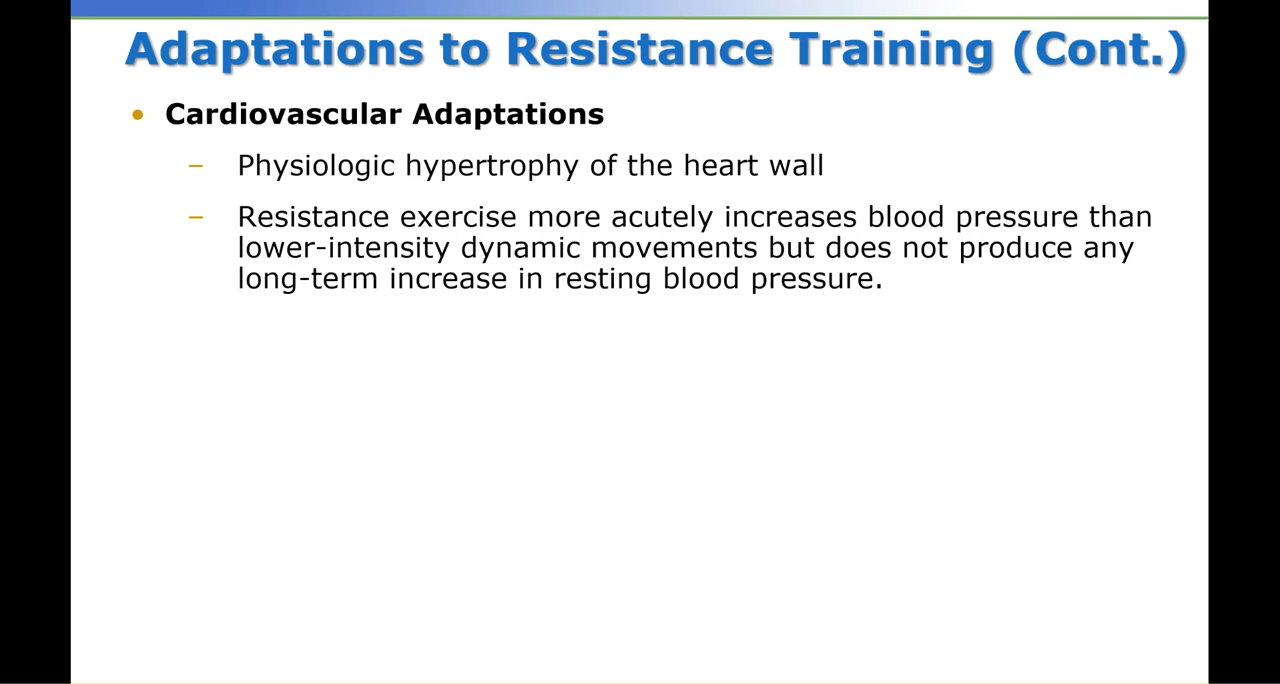 Adaptations to Resistance Training (Cont.)
• Cardiovascular Adaptations
– Physiologic hypertrophy of the heart wall
– Resistance exercise more acutely increases blood pressure than
lower-intensity dynamic movements but does not produce any
long-term increase in resting blood pressure.